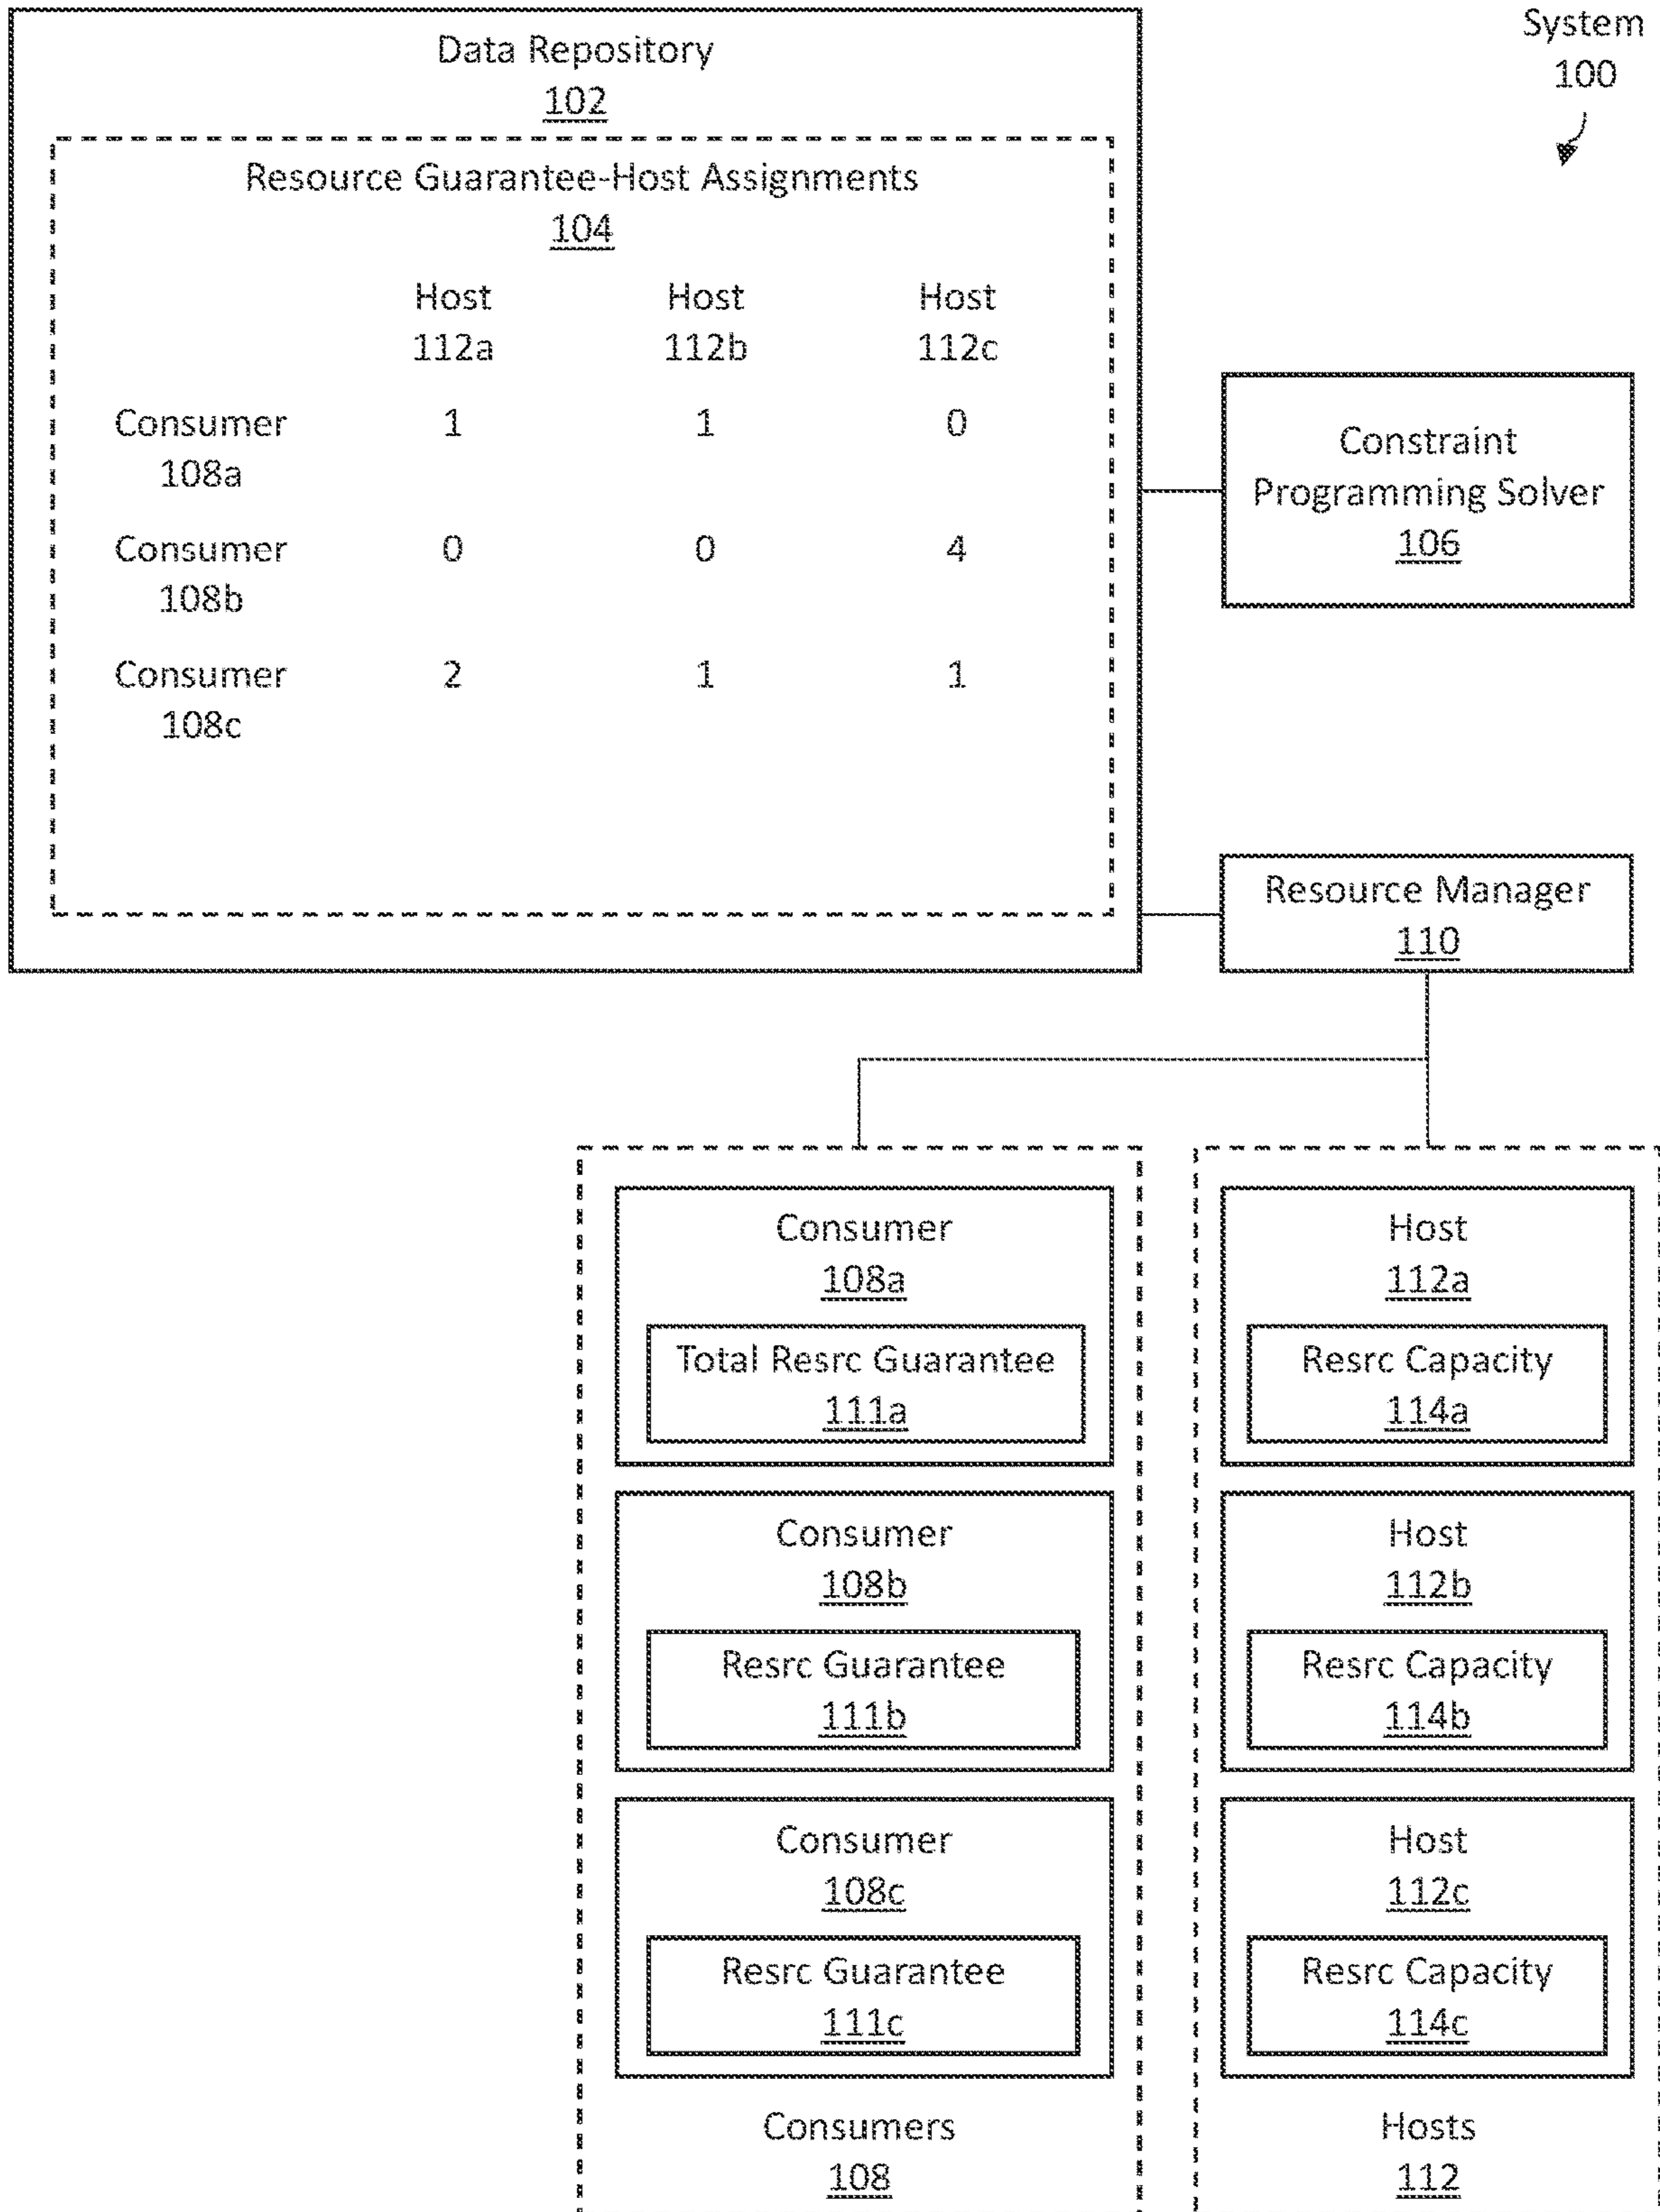 System
100
Data Repository
102
Resource Guarantee-Host Assignments
104
Host Host Host
112a 112b 112c
Consumer 1 1 0
108a
Consumer 0 0 4
108b
Consumer 2 1 1
108c
Constraint
Programming Solver
106
Resource Manager
110
Consumer
108a
Total Resrc Guarantee
111a
Consumer
108b
Resrc Guarantee
111b
Consumer
108c
Resrc Guarantee
111c
Consumers
108
Host
112a
Resrc Capacity
114a
Host
112b
Resrc Capacity
114b
Host
112c
Resrc Capacity
114c
Hosts
112